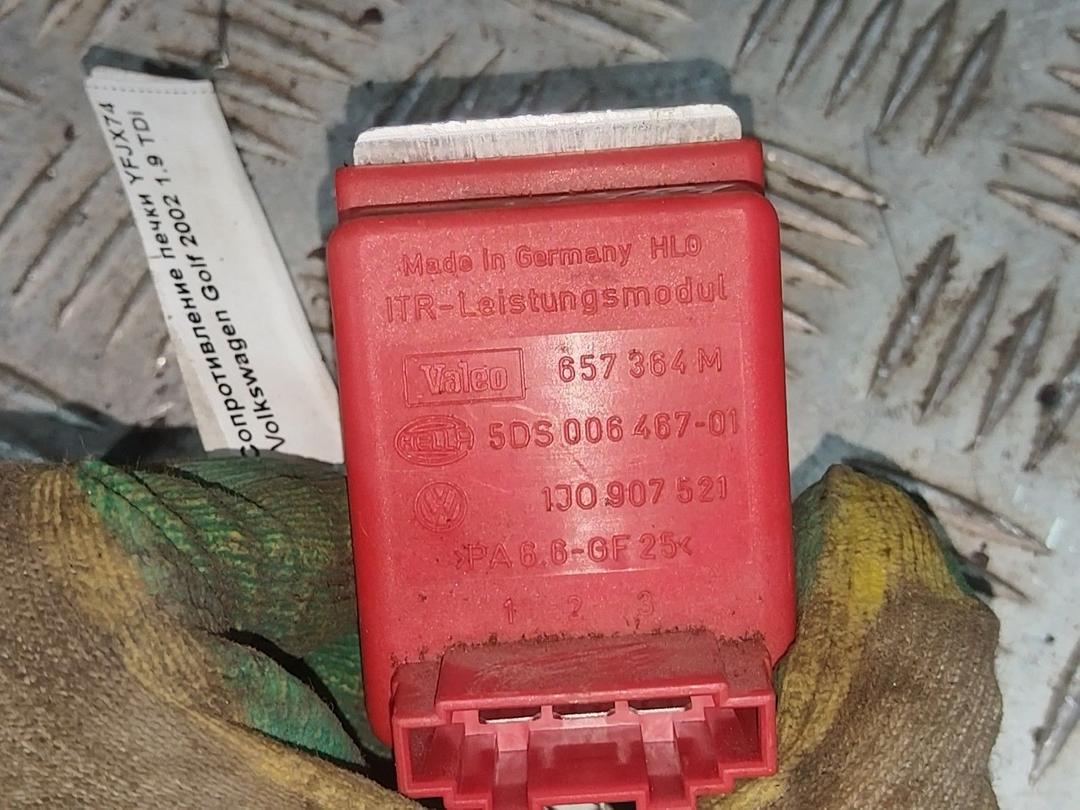 Сопротивление печки YFJX74
Volkswagen Golf 2002 1.9 TDI
Made in Germany HLO
ITR-Leistungsmodul
Valeo 657 364 M
HELLA 5DS 006 467-01
VW 1J0 907 521
>PA 6.6-GF 25<
1 2 3